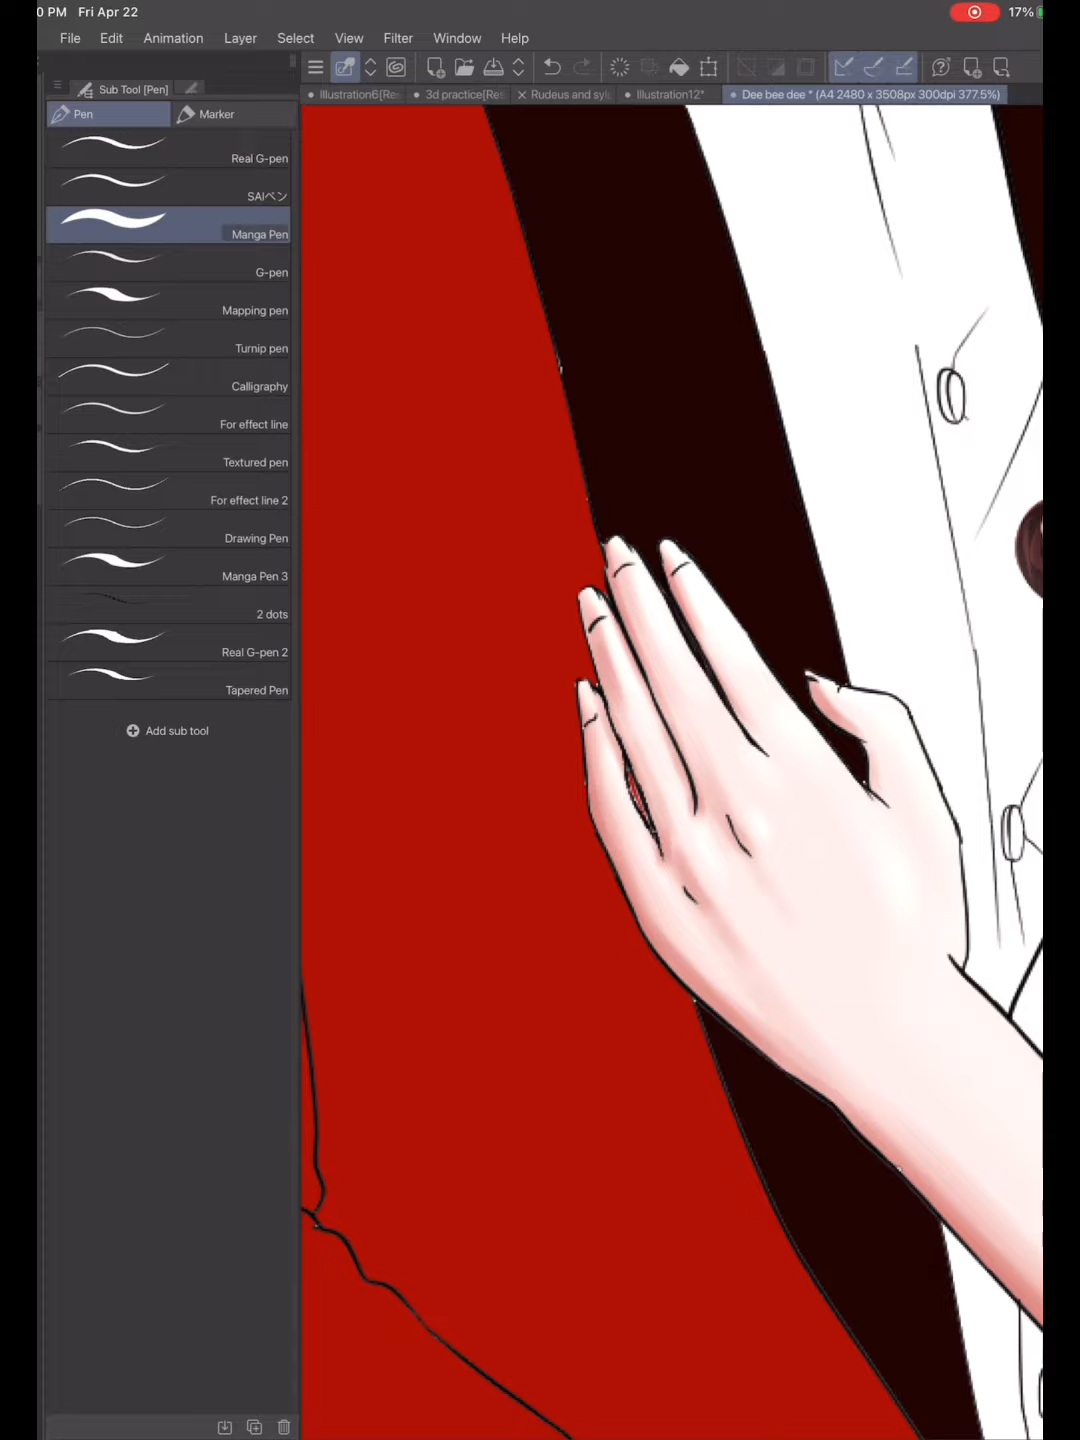 0 PM Fri Apr 22 17%
File Edit Animation Layer Select View Filter Window Help
Sub Tool [Pen]
Illustration6[Re 3d practice[Re Rudeus and syl Illustration12* Dee bee dee * (A4 2480 x 3508px 300dpi 377.5%)
Pen Marker
Real G-pen
SAIペン
Manga Pen
G-pen
Mapping pen
Turnip pen
Calligraphy
For effect line
Textured pen
For effect line 2
Drawing Pen
Manga Pen 3
2 dots
Real G-pen 2
Tapered Pen
Add sub tool